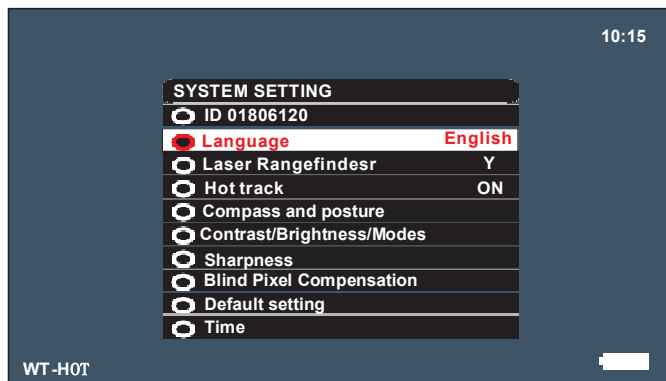 10:15
SYSTEM SETTING
ID 01806120
Language English
Laser Rangefindesr Y
Hot track ON
Compass and posture
Contrast/Brightness/Modes
Sharpness
Blind Pixel Compensation
Default setting
Time
WT-HOT